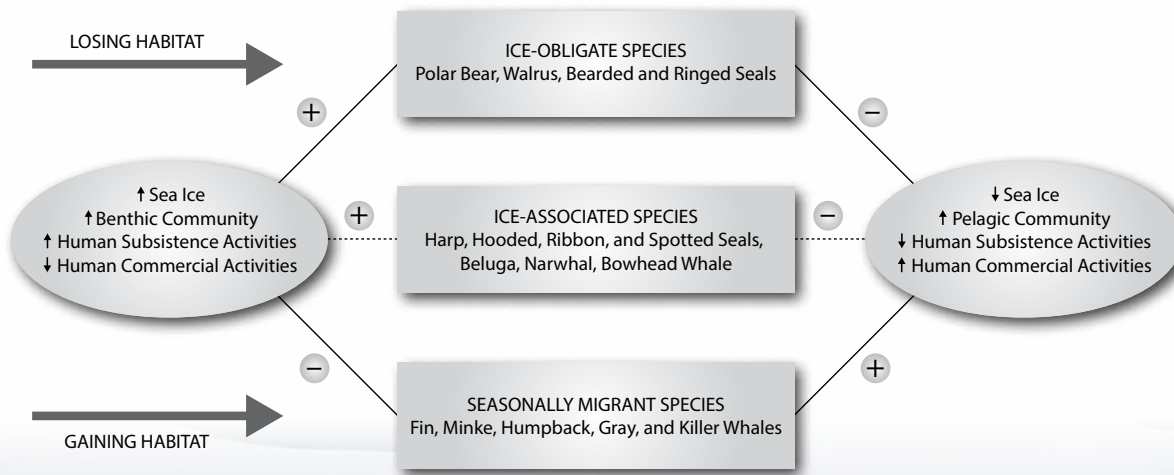 LOSING HABITAT
ICE-OBLIGATE SPECIES
Polar Bear, Walrus, Bearded and Ringed Seals
+
−
↑ Sea Ice
↑ Benthic Community
↑ Human Subsistence Activities
↓ Human Commercial Activities
+
ICE-ASSOCIATED SPECIES
Harp, Hooded, Ribbon, and Spotted Seals,
Beluga, Narwhal, Bowhead Whale
−
↓ Sea Ice
↑ Pelagic Community
↓ Human Subsistence Activities
↑ Human Commercial Activities
−
+
SEASONALLY MIGRANT SPECIES
Fin, Minke, Humpback, Gray, and Killer Whales
GAINING HABITAT